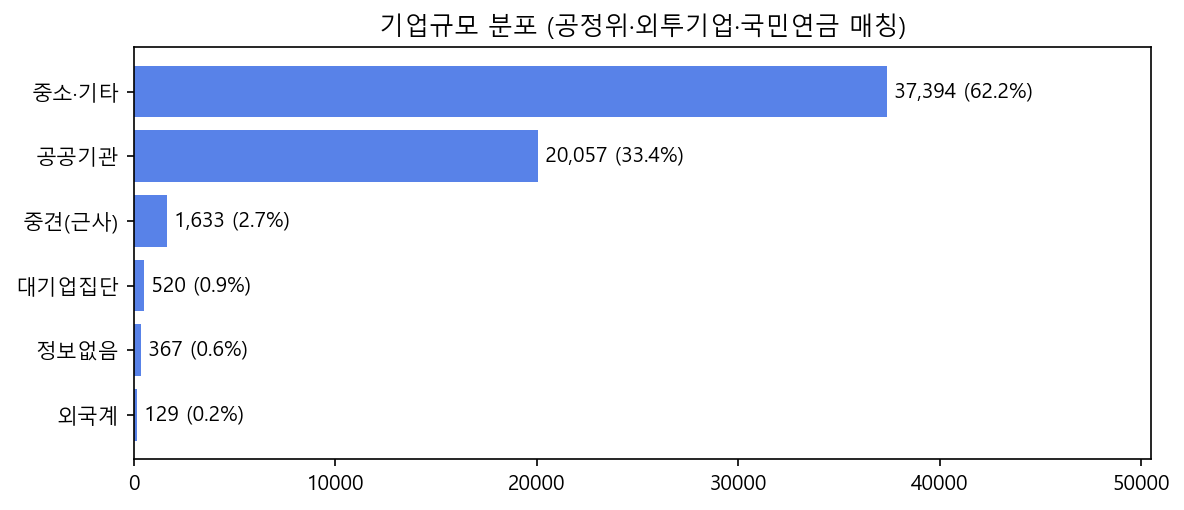 기업규모 분포 (공정위·외투기업·국민연금 매칭)
중소·기타 37,394 (62.2%)
공공기관 20,057 (33.4%)
중견(근사) 1,633 (2.7%)
대기업집단 520 (0.9%)
정보없음 367 (0.6%)
외국계 129 (0.2%)
0 10000 20000 30000 40000 50000